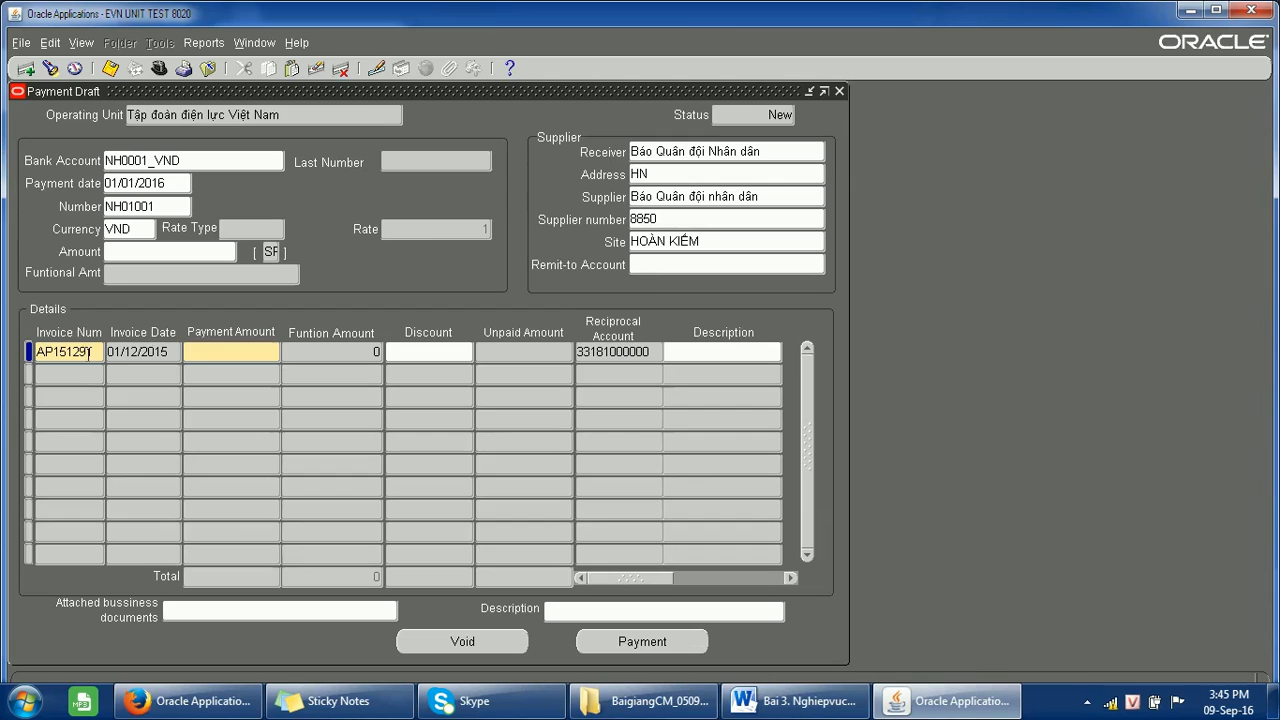 Oracle Applications - EVN UNIT TEST 8020
File Edit View Folder Tools Reports Window Help
ORACLE
Payment Draft
Operating Unit Tập đoàn điện lực Việt Nam
Status New
Supplier
Bank Account NH0001_VND
Last Number
Receiver Báo Quân đội Nhân dân
Payment date 01/01/2016
Address HN
Number NH01001
Supplier Báo Quân đội nhân dân
Currency VND
Rate Type
Rate 1
Supplier number 8850
Amount
[ SF ]
Site HOÀN KIẾM
Funtional Amt
Remit-to Account
Details
Invoice Num Invoice Date Payment Amount Funtion Amount Discount Unpaid Amount Reciprocal Account Description
AP15129 01/12/2015 0 33181000000
Total 0
Attached bussiness documents
Description
Void Payment
MP3
Oracle Applicatio...
Sticky Notes
Skype
BaigiangCM_0509...
Bai 3. Nghiepvuc...
Oracle Applicatio...
V
3:45 PM
09-Sep-16